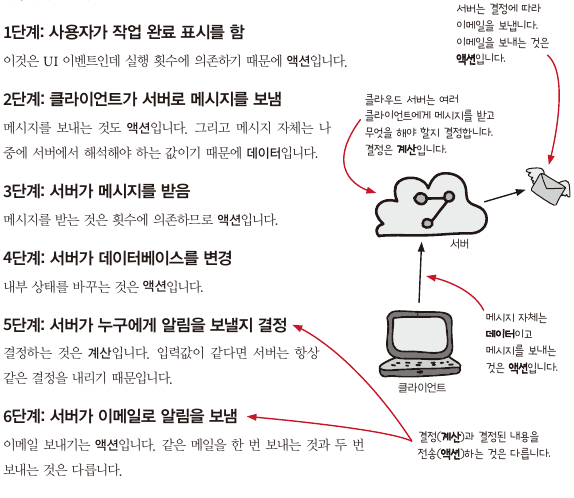 1단계: 사용자가 작업 완료 표시를 함
이것은 UI 이벤트인데 실행 횟수에 의존하기 때문에 액션입니다.
2단계: 클라이언트가 서버로 메시지를 보냄
메시지를 보내는 것도 액션입니다. 그리고 메시지 자체는 나
중에 서버에서 해석해야 하는 값이기 때문에 데이터입니다.
3단계: 서버가 메시지를 받음
메시지를 받는 것은 횟수에 의존하므로 액션입니다.
4단계: 서버가 데이터베이스를 변경
내부 상태를 바꾸는 것은 액션입니다.
5단계: 서버가 누구에게 알림을 보낼지 결정
결정하는 것은 계산입니다. 입력값이 같다면 서버는 항상
같은 결정을 내리기 때문입니다.
6단계: 서버가 이메일로 알림을 보냄
이메일 보내기는 액션입니다. 같은 메일을 한 번 보내는 것과 두 번
보내는 것은 다릅니다.
서버는 결정에 따라
이메일을 보냅니다.
이메일을 보내는 것은
액션입니다.
클라우드 서버는 여러
클라이언트에게 메시지를 받고
무엇을 해야 할지 결정합니다.
결정은 계산입니다.
서버
메시지 자체는
데이터이고
메시지를 보내는
것은 액션입니다.
클라이언트
결정(계산)과 결정된 내용을
전송(액션)하는 것은 다릅니다.